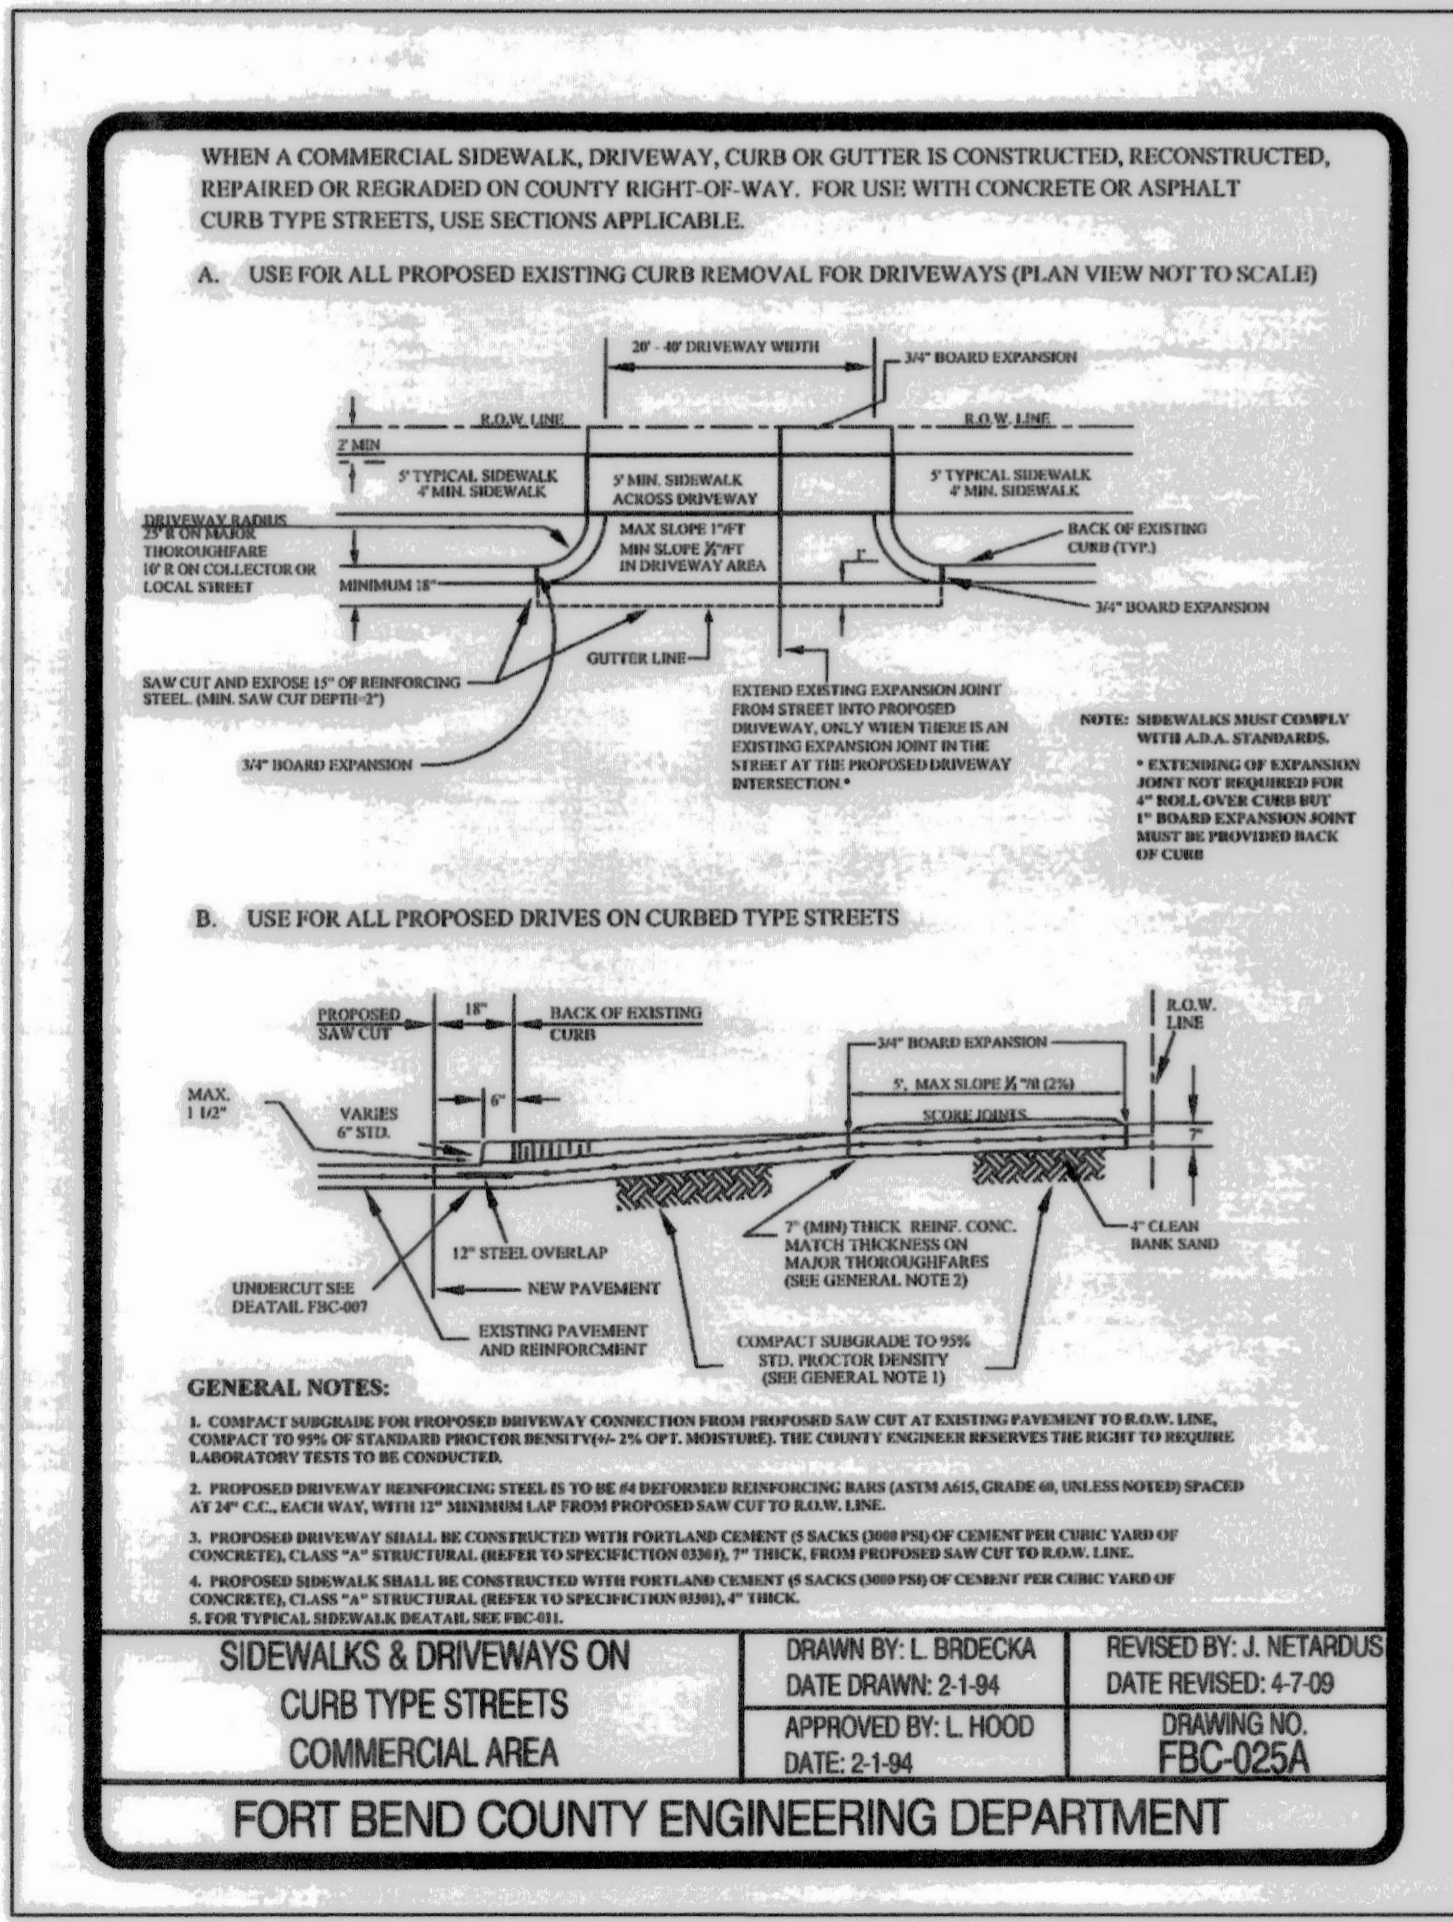 WHEN A COMMERCIAL SIDEWALK, DRIVEWAY, CURB OR GUTTER IS CONSTRUCTED, RECONSTRUCTED,
REPAIRED OR REGRADED ON COUNTY RIGHT-OF-WAY. FOR USE WITH CONCRETE OR ASPHALT
CURB TYPE STREETS, USE SECTIONS APPLICABLE.
A. USE FOR ALL PROPOSED EXISTING CURB REMOVAL FOR DRIVEWAYS (PLAN VIEW NOT TO SCALE)
20' - 40' DRIVEWAY WIDTH
3/4" BOARD EXPANSION
R.O.W. LINE
R.O.W. LINE
2' MIN
5' TYPICAL SIDEWALK
4' MIN. SIDEWALK
5' MIN. SIDEWALK
ACROSS DRIVEWAY
5' TYPICAL SIDEWALK
4' MIN. SIDEWALK
DRIVEWAY RADIUS
25' R ON MAJOR
THOROUGHFARE
10' R ON COLLECTOR OR
LOCAL STREET
MAX SLOPE 1"/FT
MIN SLOPE ¼"/FT
IN DRIVEWAY AREA
1'
BACK OF EXISTING
CURB (TYP.)
MINIMUM 18"
3/4" BOARD EXPANSION
GUTTER LINE
SAW CUT AND EXPOSE 15" OF REINFORCING
STEEL. (MIN. SAW CUT DEPTH=2")
EXTEND EXISTING EXPANSION JOINT
FROM STREET INTO PROPOSED
DRIVEWAY, ONLY WHEN THERE IS AN
EXISTING EXPANSION JOINT IN THE
STREET AT THE PROPOSED DRIVEWAY
INTERSECTION.*
3/4" BOARD EXPANSION
NOTE: SIDEWALKS MUST COMPLY
WITH A.D.A. STANDARDS.
* EXTENDING OF EXPANSION
JOINT NOT REQUIRED FOR
4" ROLL OVER CURB BUT
1" BOARD EXPANSION JOINT
MUST BE PROVIDED BACK
OF CURB
B. USE FOR ALL PROPOSED DRIVES ON CURBED TYPE STREETS
PROPOSED
SAW CUT
18"
BACK OF EXISTING
CURB
R.O.W.
LINE
3/4" BOARD EXPANSION
5', MAX SLOPE ¼"/ft (2%)
SCORE JOINTS
MAX.
1 1/2"
VARIES
6" STD.
6"
7"
12" STEEL OVERLAP
7" (MIN) THICK REINF. CONC.
MATCH THICKNESS ON
MAJOR THOROUGHFARES
(SEE GENERAL NOTE 2)
4" CLEAN
BANK SAND
UNDERCUT SEE
DEATAIL FBC-007
NEW PAVEMENT
EXISTING PAVEMENT
AND REINFORCMENT
COMPACT SUBGRADE TO 95%
STD. PROCTOR DENSITY
(SEE GENERAL NOTE 1)
GENERAL NOTES:
1. COMPACT SUBGRADE FOR PROPOSED DRIVEWAY CONNECTION FROM PROPOSED SAW CUT AT EXISTING PAVEMENT TO R.O.W. LINE,
COMPACT TO 95% OF STANDARD PROCTOR DENSITY(+/- 2% OPT. MOISTURE). THE COUNTY ENGINEER RESERVES THE RIGHT TO REQUIRE
LABORATORY TESTS TO BE CONDUCTED.
2. PROPOSED DRIVEWAY REINFORCING STEEL IS TO BE #4 DEFORMED REINFORCING BARS (ASTM A615, GRADE 60, UNLESS NOTED) SPACED
AT 24" C.C., EACH WAY, WITH 12" MINIMUM LAP FROM PROPOSED SAW CUT TO R.O.W. LINE.
3. PROPOSED DRIVEWAY SHALL BE CONSTRUCTED WITH PORTLAND CEMENT (5 SACKS (3000 PSI) OF CEMENT PER CUBIC YARD OF
CONCRETE), CLASS "A" STRUCTURAL (REFER TO SPECIFICTION 03301), 7" THICK, FROM PROPOSED SAW CUT TO R.O.W. LINE.
4. PROPOSED SIDEWALK SHALL BE CONSTRUCTED WITH PORTLAND CEMENT (5 SACKS (3000 PSI) OF CEMENT PER CUBIC YARD OF
CONCRETE), CLASS "A" STRUCTURAL (REFER TO SPECIFICTION 03301), 4" THICK.
5. FOR TYPICAL SIDEWALK DEATAIL SEE FBC-011.
SIDEWALKS & DRIVEWAYS ON
CURB TYPE STREETS
COMMERCIAL AREA
DRAWN BY: L. BRDECKA
DATE DRAWN: 2-1-94
REVISED BY: J. NETARDUS
DATE REVISED: 4-7-09
APPROVED BY: L. HOOD
DATE: 2-1-94
DRAWING NO.
FBC-025A
FORT BEND COUNTY ENGINEERING DEPARTMENT